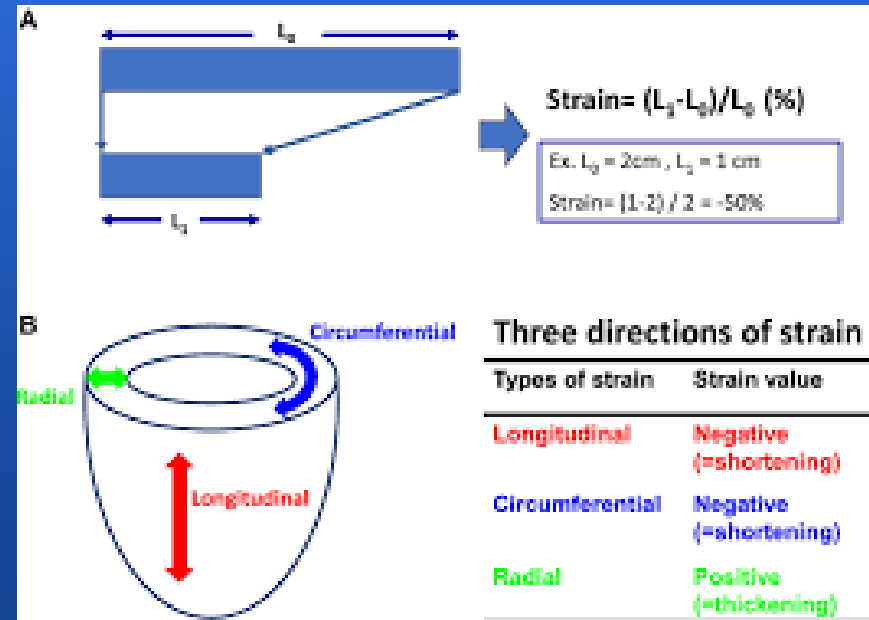 A
L₀
L₁
Strain= (L₁-L₀)/L₀ (%)
Ex. L₀ = 2cm , L₁ = 1 cm
Strain= (1-2) / 2 = -50%
B
Circumferential
Radial
Longitudinal
Three directions of strain
Types of strain Strain value
Longitudinal Negative
(=shortening)
Circumferential Negative
(=shortening)
Radial Positive
(=thickening)